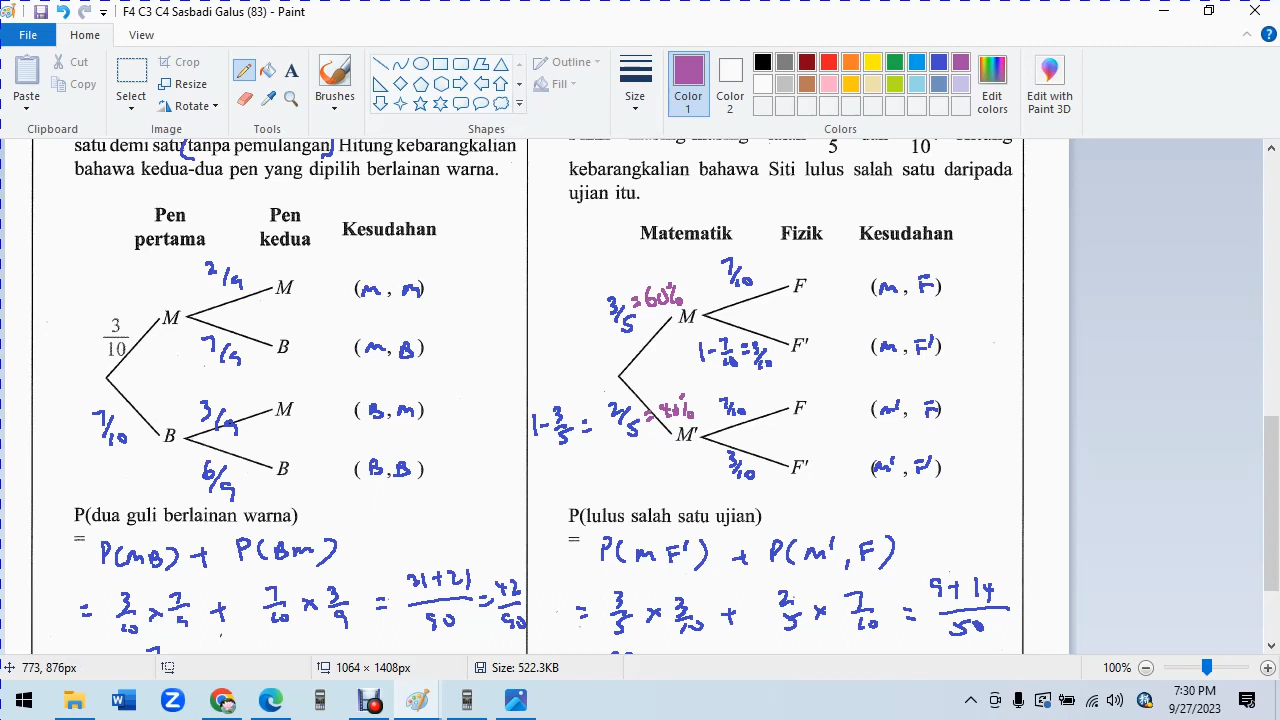 F4 C3 C4 Sasbadi Galus (83) - Paint
File Home View
Cut
Copy
Paste
Clipboard
Select
Crop
Resize
Rotate
Image
A
Tools
Brushes
Outline
Fill
Shapes
Size
Color 1
Color 2
Edit colors
Colors
Edit with Paint 3D
satu demi satu (tanpa pemulangan) Hitung kebarangkalian
bahawa kedua-dua pen yang dipilih berlainan warna.
Pen pertama
Pen kedua
Kesudahan
2/9 M (M, M)
3/10 M
7/9 B (M, B)
3/9 M (B, M)
7/10 B
6/9 B (B, B)
P(dua guli berlainan warna)
= P(MB) + P(BM)
= 3/10 × 7/9 + 7/10 × 3/9 = 21+21/90 = 42/90
7
5 10
kebarangkalian bahawa Siti lulus salah satu daripada
ujian itu.
Matematik Fizik Kesudahan
7/10 F (M, F)
3/5 = 60% M
1 - 7/10 = 3/10 F' (M, F')
7/10 F (M', F)
1 - 3/5 = 2/5 = 40% M'
3/10 F' (M', F')
P(lulus salah satu ujian)
= P(M F') + P(M', F)
= 3/5 × 3/10 + 2/5 × 7/10 = 9+14/50
773, 876px
1064 × 1408px
Size: 522.3KB
100%
7:30 PM
9/27/2023